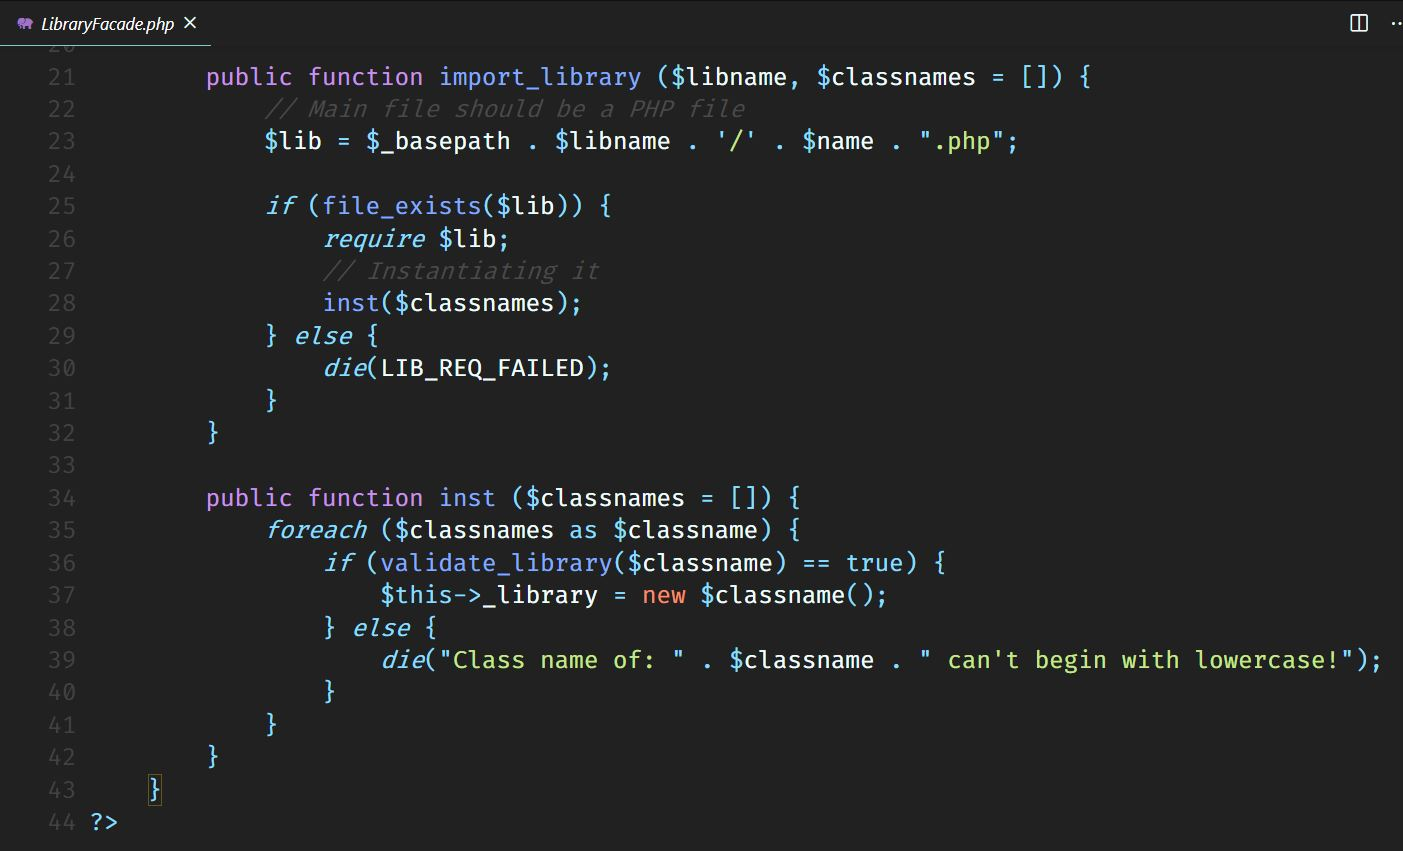 LibraryFacade.php
20
21 public function import_library ($libname, $classnames = []) {
22 // Main file should be a PHP file
23 $lib = $_basepath . $libname . '/' . $name . ".php";
24
25 if (file_exists($lib)) {
26 require $lib;
27 // Instantiating it
28 inst($classnames);
29 } else {
30 die(LIB_REQ_FAILED);
31 }
32 }
33
34 public function inst ($classnames = []) {
35 foreach ($classnames as $classname) {
36 if (validate_library($classname) == true) {
37 $this->_library = new $classname();
38 } else {
39 die("Class name of: " . $classname . " can't begin with lowercase!");
40 }
41 }
42 }
43 }
44 ?>